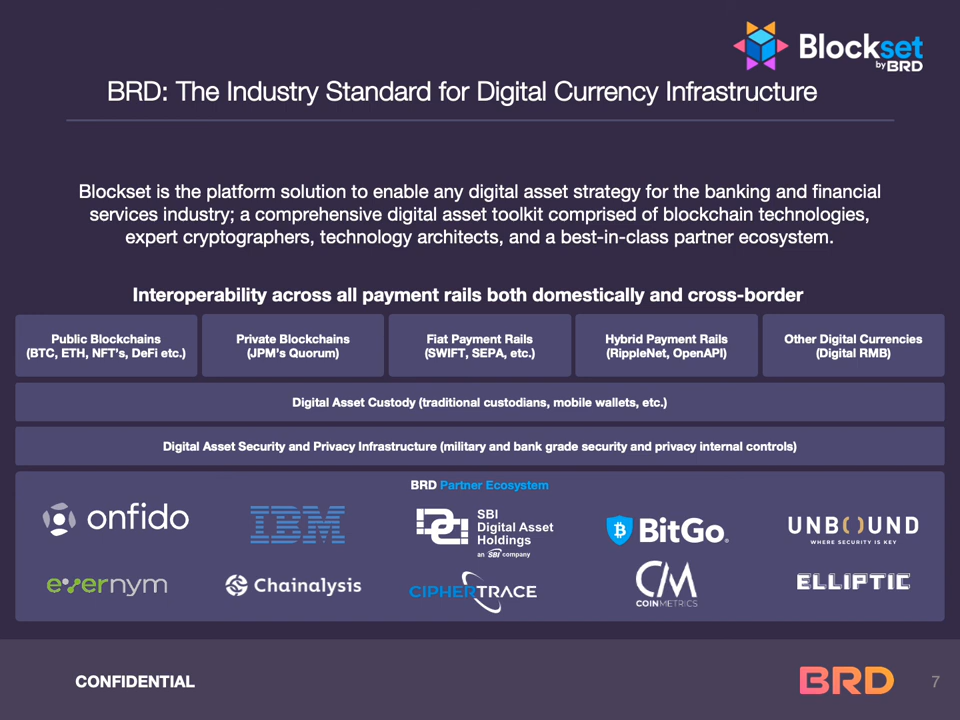 Blockset
by BRD
BRD: The Industry Standard for Digital Currency Infrastructure
Blockset is the platform solution to enable any digital asset strategy for the banking and financial
services industry; a comprehensive digital asset toolkit comprised of blockchain technologies,
expert cryptographers, technology architects, and a best-in-class partner ecosystem.
Interoperability across all payment rails both domestically and cross-border
Public Blockchains
(BTC, ETH, NFT's, DeFi etc.)
Private Blockchains
(JPM's Quorum)
Fiat Payment Rails
(SWIFT, SEPA, etc.)
Hybrid Payment Rails
(RippleNet, OpenAPI)
Other Digital Currencies
(Digital RMB)
Digital Asset Custody (traditional custodians, mobile wallets, etc.)
Digital Asset Security and Privacy Infrastructure (military and bank grade security and privacy internal controls)
BRD Partner Ecosystem
onfido
IBM
SBI
Digital Asset
Holdings
an SBI company
BitGo
UNBOUND
WHERE SECURITY IS KEY
evernym
Chainalysis
CIPHERTRACE
CM
COINMETRICS
ELLIPTIC
CONFIDENTIAL
BRD
7